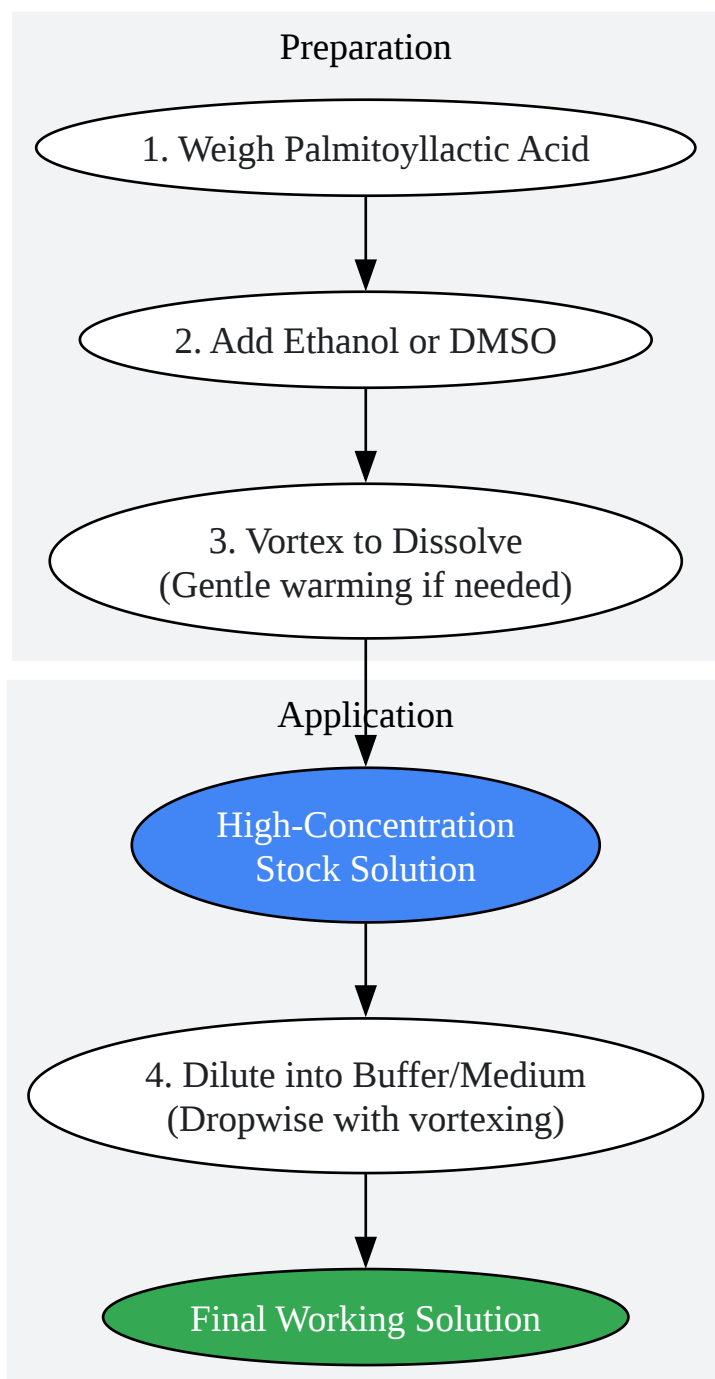 Preparation
1. Weigh Palmitoyllactic Acid
2. Add Ethanol or DMSO
3. Vortex to Dissolve
(Gentle warming if needed)
Application
High-Concentration
Stock Solution
4. Dilute into Buffer/Medium
(Dropwise with vortexing)
Final Working Solution